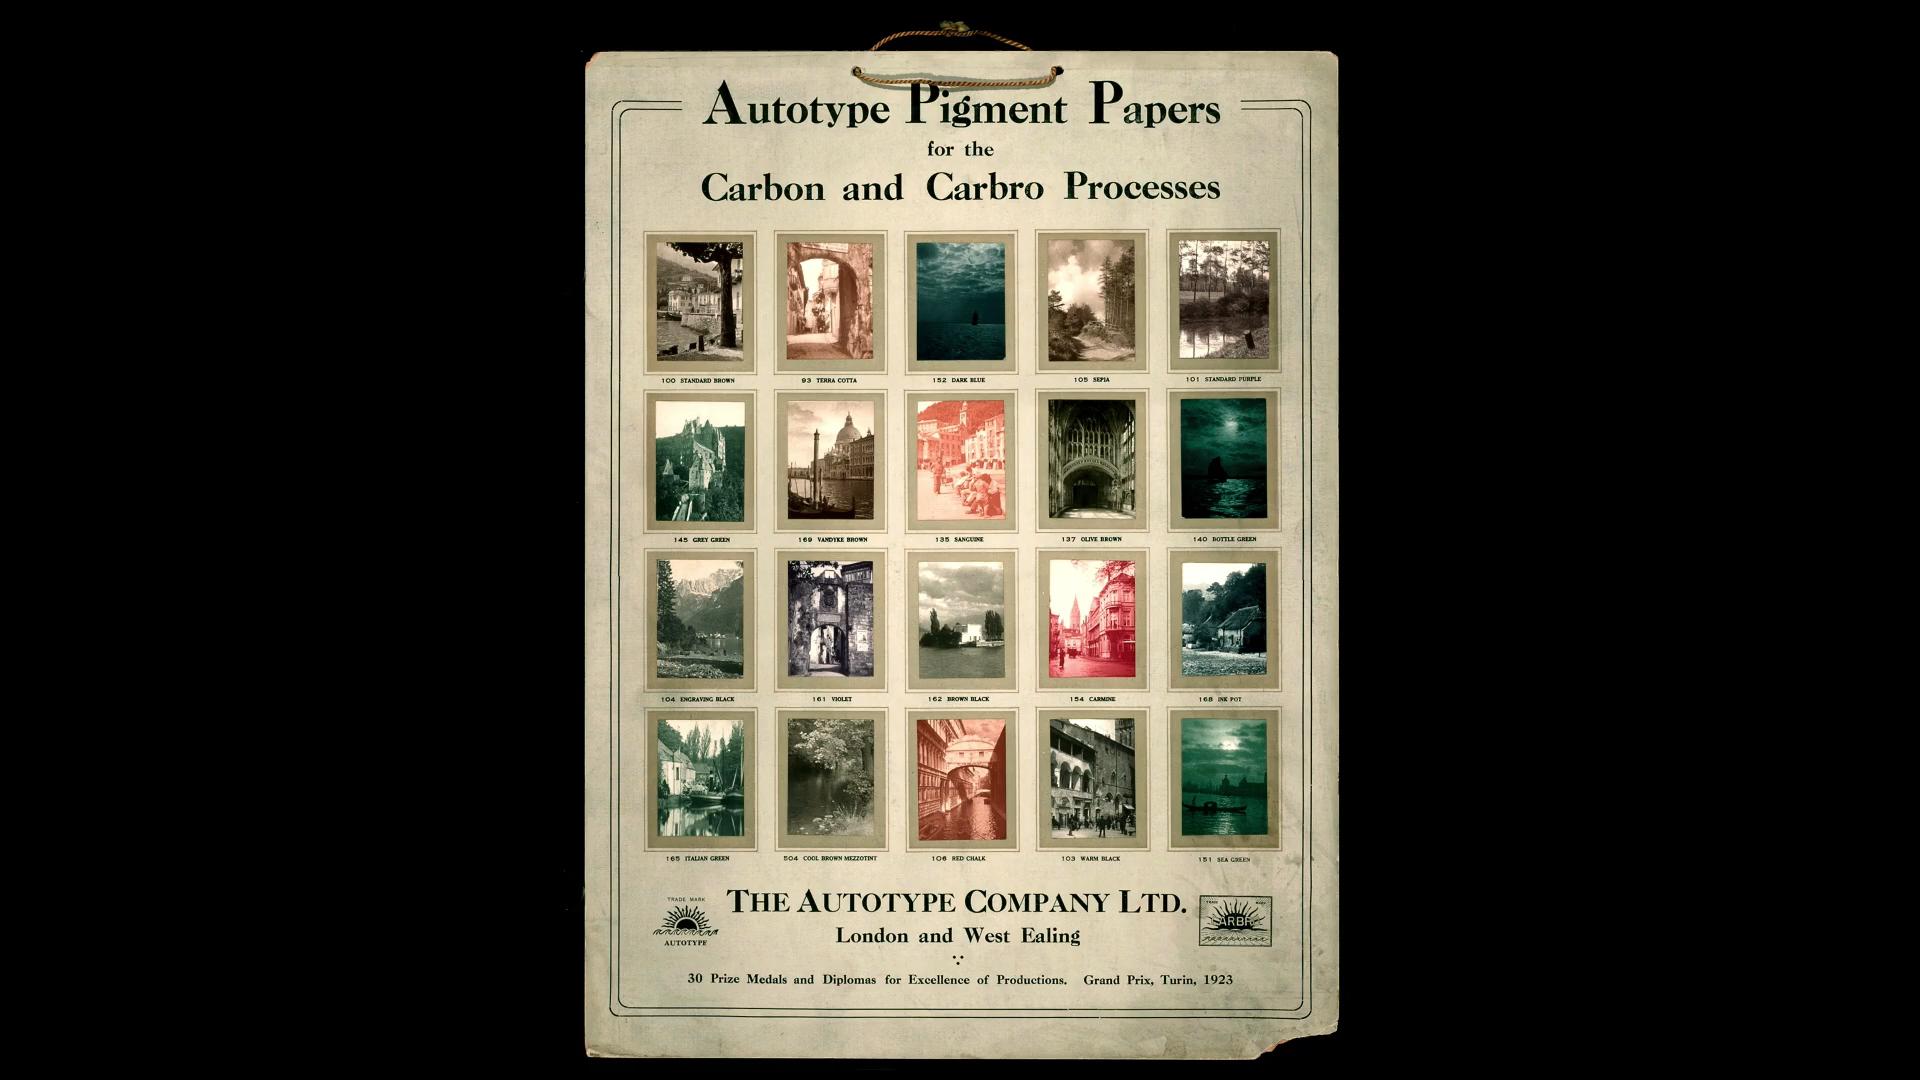 Autotype Pigment Papers
for the
Carbon and Carbro Processes
100 STANDARD BROWN
93 TERRA COTTA
152 DARK BLUE
105 SEPIA
101 STANDARD PURPLE
145 GREY GREEN
169 VANDYKE BROWN
135 SANGUINE
137 OLIVE BROWN
140 BOTTLE GREEN
104 ENGRAVING BLACK
161 VIOLET
162 BROWN BLACK
154 CARMINE
168 INK POT
165 ITALIAN GREEN
504 COOL BROWN MEZZOTINT
106 RED CHALK
103 WARM BLACK
151 SEA GREEN
TRADE MARK
AUTOTYPE
THE AUTOTYPE COMPANY LTD.
London and West Ealing
TRADE MARK
CARBRO
30 Prize Medals and Diplomas for Excellence of Productions. Grand Prix, Turin, 1923